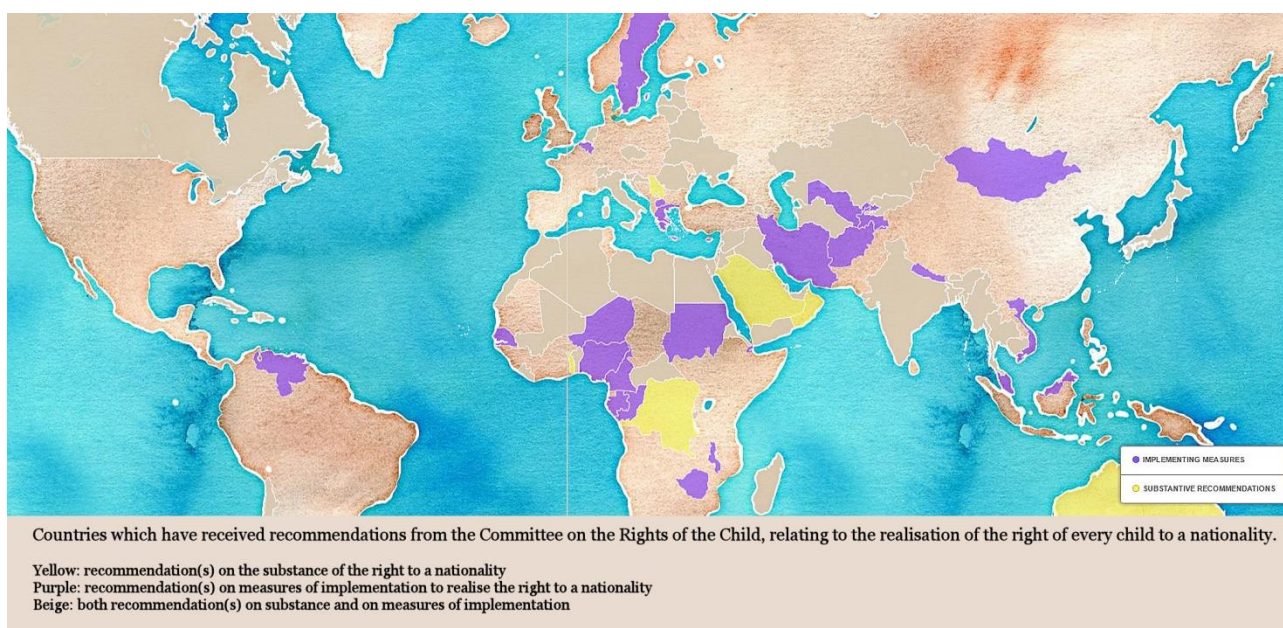 IMPLEMENTING MEASURES
SUBSTANTIVE RECOMMENDATIONS
Countries which have received recommendations from the Committee on the Rights of the Child, relating to the realisation of the right of every child to a nationality.
Yellow: recommendation(s) on the substance of the right to a nationality
Purple: recommendation(s) on measures of implementation to realise the right to a nationality
Beige: both recommendation(s) on substance and on measures of implementation